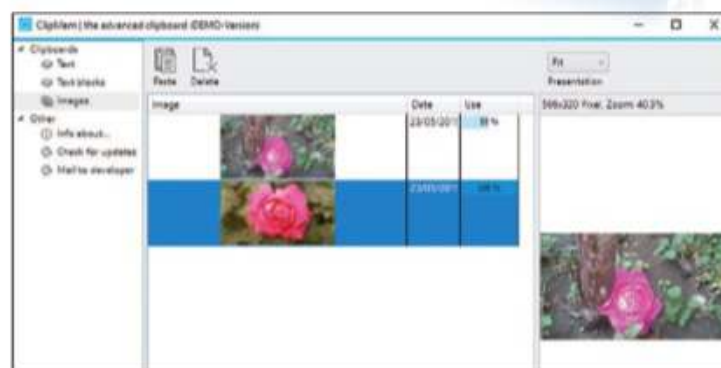 ClipMem | the advanced clipboard (DEMO-Version)
Clipboards
Text
Text blocks
Images
Other
Info about...
Check for updates
Mail to developer
Paste
Delete
Fit
Presentation
Image Date Use
23/05/201 %
23/05/201 %
Pixel, Zoom: 40.3%